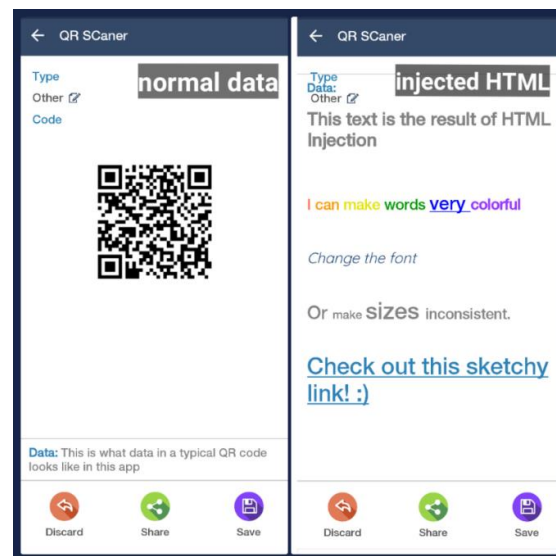 QR SCaner
normal data
Type
Other
Code
Data: This is what data in a typical QR code
looks like in this app
Discard
Share
Save
QR SCaner
injected HTML
Type
Data:
Other
This text is the result of HTML
Injection
I can make words very colorful
Change the font
Or make sizes inconsistent.
Check out this sketchy
link! :)
Discard
Share
Save